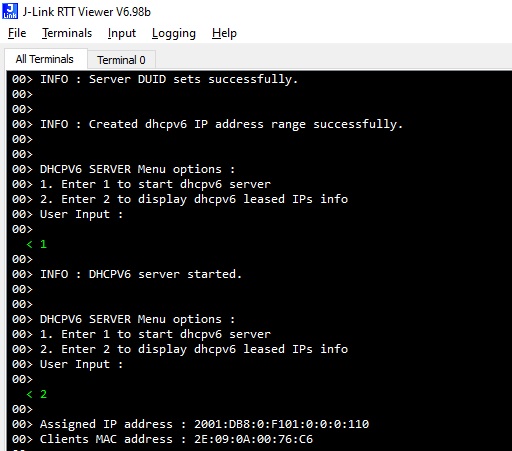 J-Link RTT Viewer V6.98b
File Terminals Input Logging Help
All Terminals Terminal 0
00> INFO : Server DUID sets successfully.
00>
00>
00> INFO : Created dhcpv6 IP address range successfully.
00>
00>
00> DHCPV6 SERVER Menu options :
00> 1. Enter 1 to start dhcpv6 server
00> 2. Enter 2 to display dhcpv6 leased IPs info
00> User Input :
00>
< 1
00>
00> INFO : DHCPV6 server started.
00>
00>
00> DHCPV6 SERVER Menu options :
00> 1. Enter 1 to start dhcpv6 server
00> 2. Enter 2 to display dhcpv6 leased IPs info
00> User Input :
00>
< 2
00>
00> Assigned IP address : 2001:DB8:0:F101:0:0:0:110
00> Clients MAC address : 2E:09:0A:00:76:C6